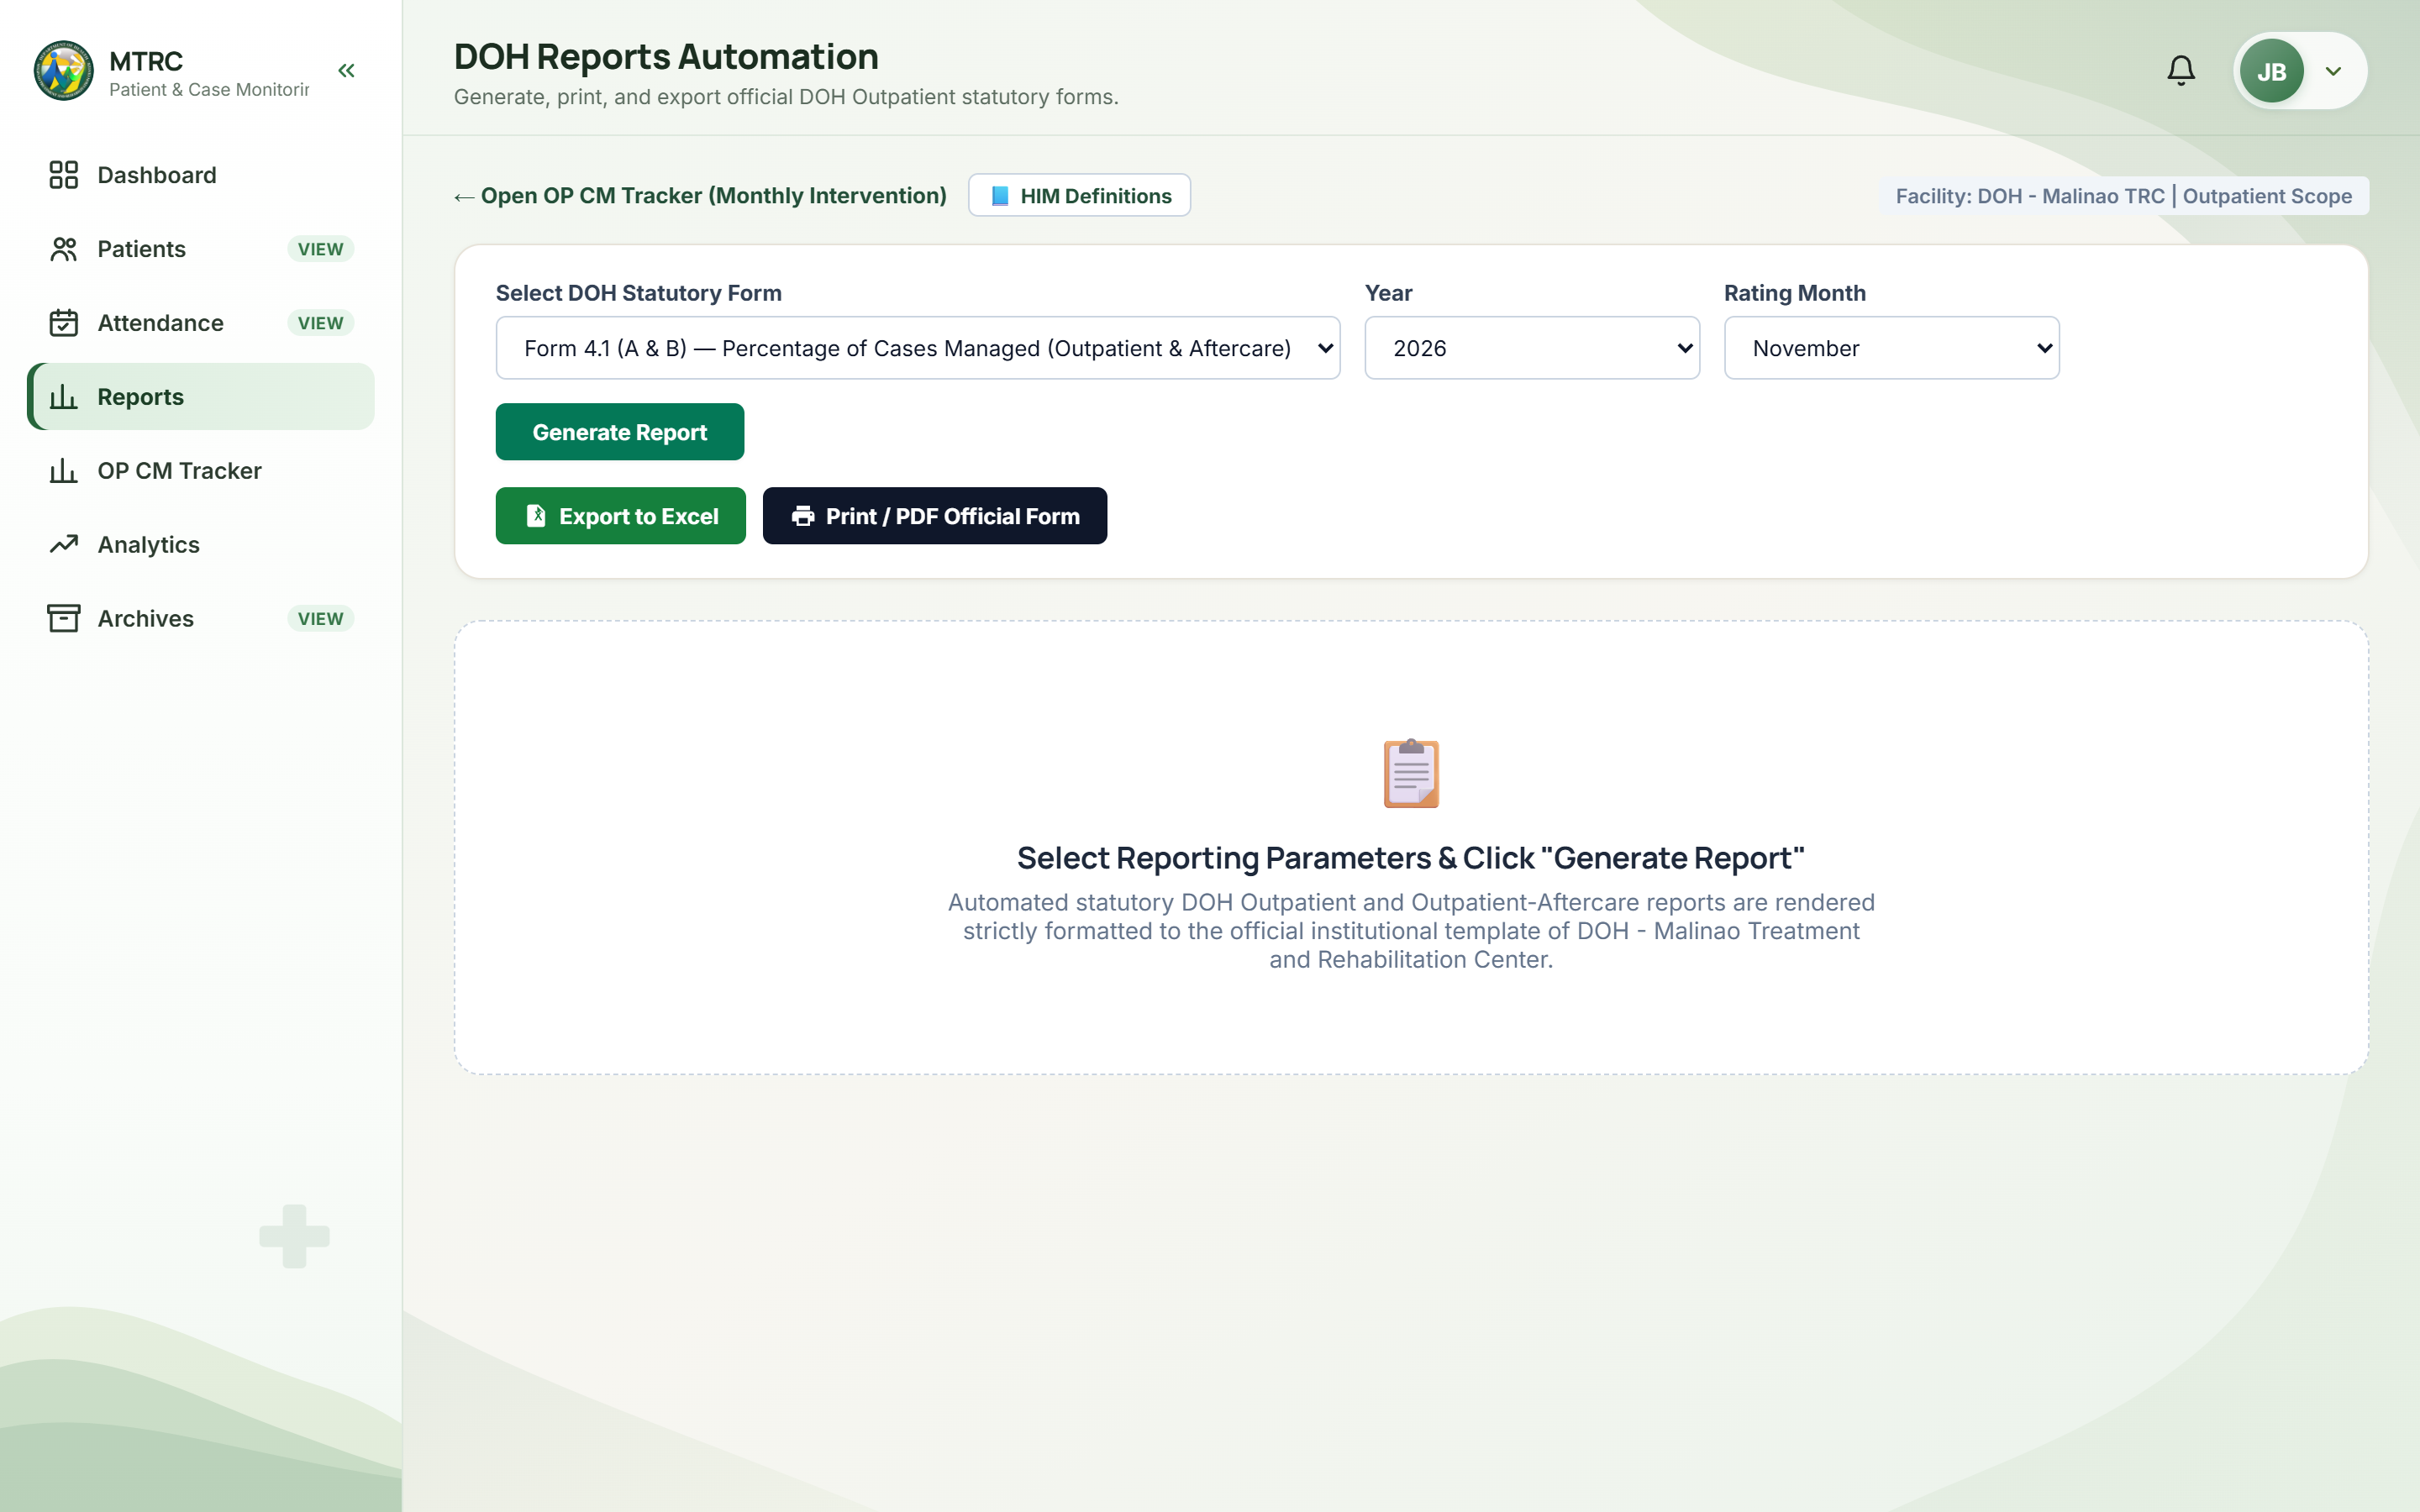 MTRC
Patient & Case Monitorin
Dashboard
Patients VIEW
Attendance VIEW
Reports
OP CM Tracker
Analytics
Archives VIEW
DOH Reports Automation
Generate, print, and export official DOH Outpatient statutory forms.
JB
← Open OP CM Tracker (Monthly Intervention)
HIM Definitions
Facility: DOH - Malinao TRC | Outpatient Scope
Select DOH Statutory Form
Form 4.1 (A & B) — Percentage of Cases Managed (Outpatient & Aftercare)
Year
2026
Rating Month
November
Generate Report
Export to Excel
Print / PDF Official Form
Select Reporting Parameters & Click "Generate Report"
Automated statutory DOH Outpatient and Outpatient-Aftercare reports are rendered
strictly formatted to the official institutional template of DOH - Malinao Treatment
and Rehabilitation Center.